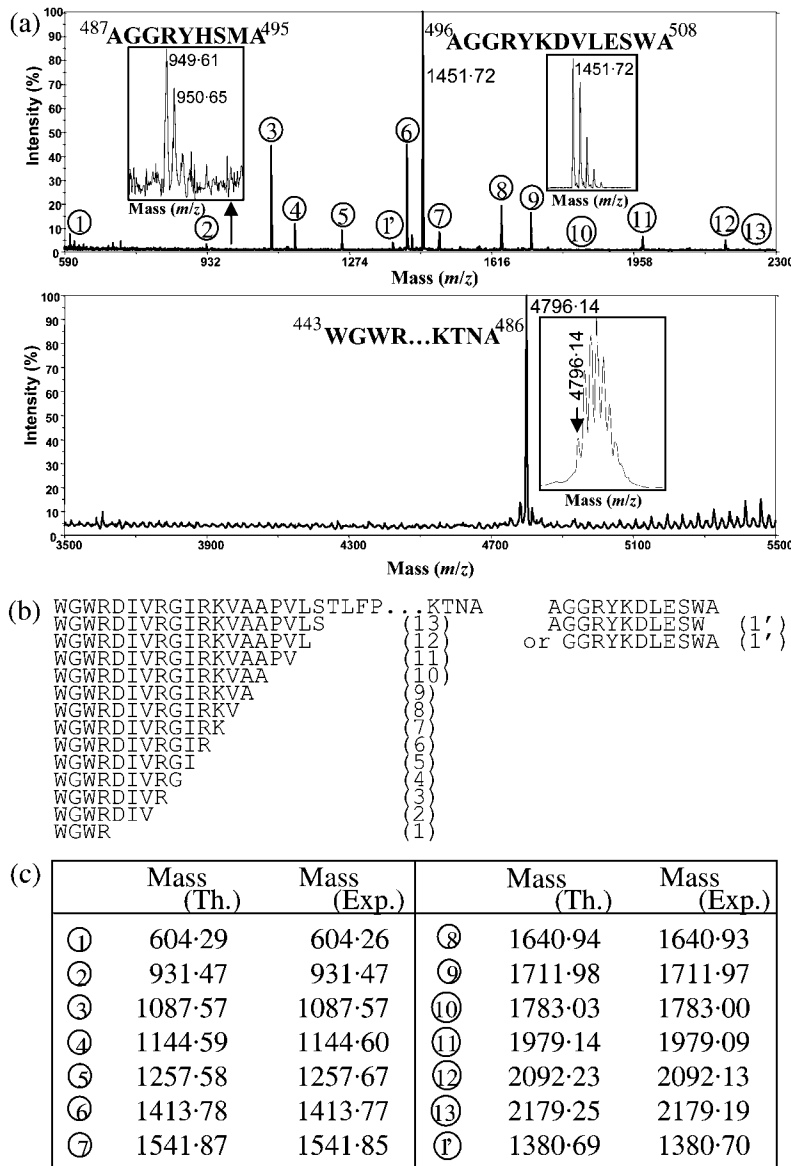 (a)
487AGGRYHSMA495
496AGGRYKDVLESWA508
949·61
950·65
Mass (m/z)
1451·72
1451·72
Mass (m/z)
Intensity (%)
100
90
80
70
60
50
40
30
20
10
0
① ② ③ ④ ⑤ 1' ⑥ ⑦ ⑧ ⑨ ⑩ ⑪ ⑫ ⑬
590 932 1274 1616 1958 2300
Mass (m/z)
443WGWR...KTNA486
4796·14
4796·14
Mass (m/z)
Intensity (%)
100
90
80
70
60
50
40
30
20
10
0
3500 3900 4300 4700 5100 5500
Mass (m/z)
(b)
WGWRDIVRGIRKVAAPVLSTLFP...KTNA AGGRYKDLESWA
WGWRDIVRGIRKVAAPVLS (13) AGGRYKDLESW (1′)
WGWRDIVRGIRKVAAPVL (12) or GGRYKDLESWA (1′)
WGWRDIVRGIRKVAAPV (11)
WGWRDIVRGIRKVAA (10)
WGWRDIVRGIRKVA (9)
WGWRDIVRGIRKV (8)
WGWRDIVRGIRK (7)
WGWRDIVRGIR (6)
WGWRDIVRGI (5)
WGWRDIVRG (4)
WGWRDIVR (3)
WGWRDIV (2)
WGWR (1)
(c)
Mass (Th.) Mass (Exp.) Mass (Th.) Mass (Exp.)
① 604·29 604·26 ⑧ 1640·94 1640·93
② 931·47 931·47 ⑨ 1711·98 1711·97
③ 1087·57 1087·57 ⑩ 1783·03 1783·00
④ 1144·59 1144·60 ⑪ 1979·14 1979·09
⑤ 1257·58 1257·67 ⑫ 2092·23 2092·13
⑥ 1413·78 1413·77 ⑬ 2179·25 2179·19
⑦ 1541·87 1541·85 1' 1380·69 1380·70